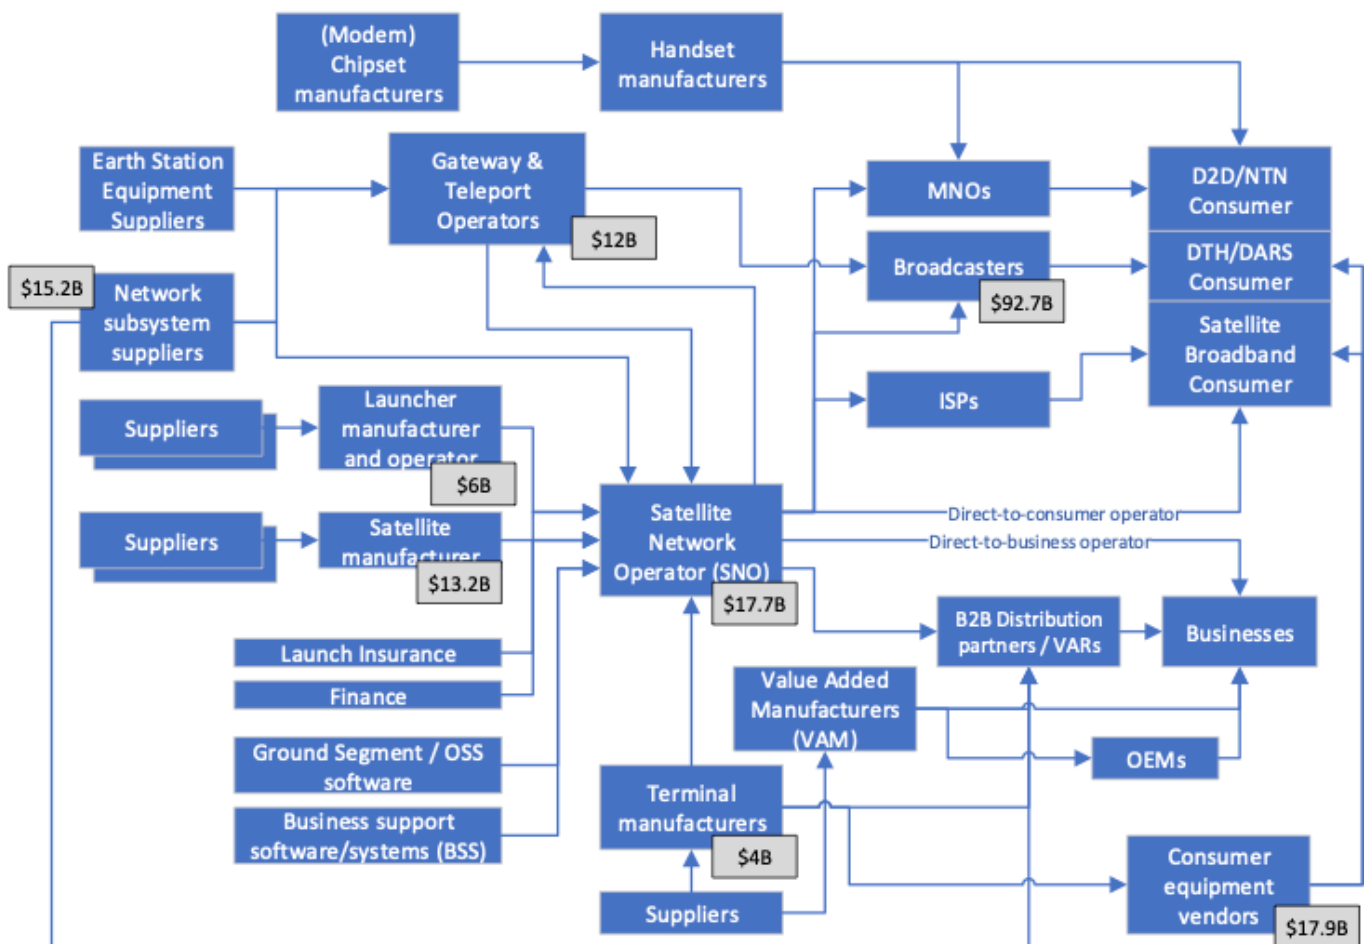 (Modem)
Chipset
manufacturers
Handset
manufacturers
Earth Station
Equipment
Suppliers
Gateway &
Teleport
Operators
$12B
MNOs
D2D/NTN
Consumer
Broadcasters
$92.7B
DTH/DARS
Consumer
$15.2B
Network
subsystem
suppliers
Satellite
Broadband
Consumer
ISPs
Suppliers
Launcher
manufacturer
and operator
$6B
Suppliers
Satellite
manufacturer
$13.2B
Satellite
Network
Operator (SNO)
$17.7B
Direct-to-consumer operator
Direct-to-business operator
B2B Distribution
partners / VARs
Businesses
Launch Insurance
Finance
Value Added
Manufacturers
(VAM)
OEMs
Ground Segment / OSS
software
Business support
software/systems (BSS)
Terminal
manufacturers
$4B
Suppliers
Consumer
equipment
vendors
$17.9B